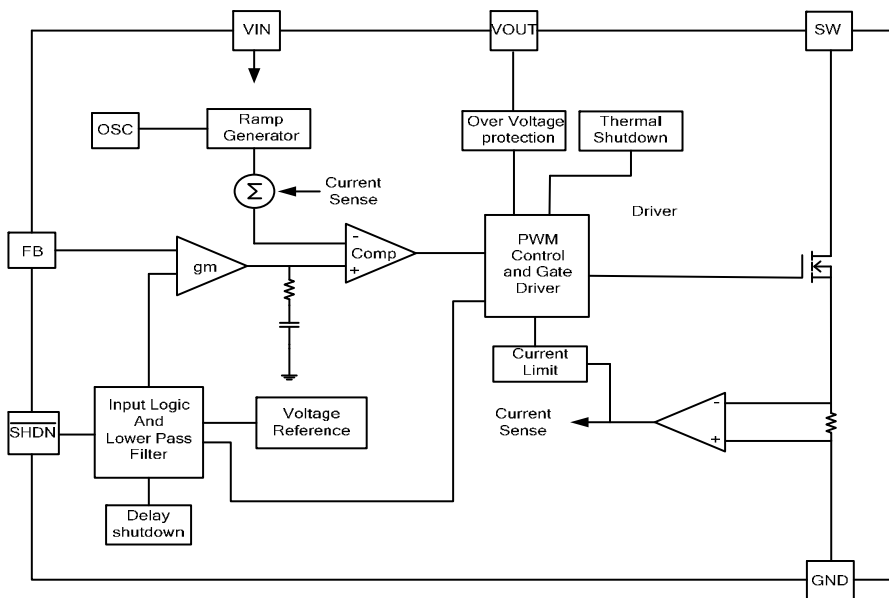 VIN
VOUT
SW
OSC
Ramp
Generator
Over Voltage
protection
Thermal
Shutdown
Σ
Current
Sense
Driver
FB
gm
-
Comp
+
PWM
Control
and Gate
Driver
Current
Limit
SHDN
Input Logic
And
Lower Pass
Filter
Voltage
Reference
Current
Sense
-
+
Delay
shutdown
GND